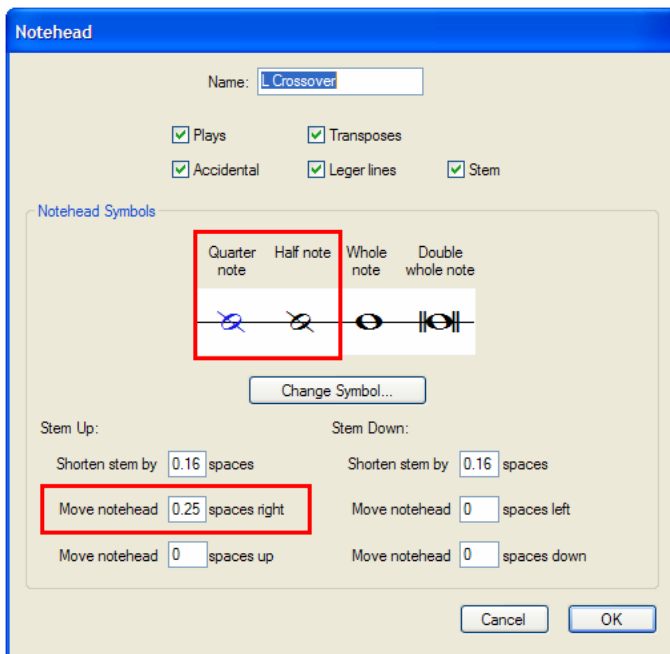 Notehead
Name: L Crossover
Plays Transposes
Accidental Leger lines Stem
Notehead Symbols
Quarter note Half note Whole note Double whole note
Change Symbol...
Stem Up: Stem Down:
Shorten stem by 0.16 spaces Shorten stem by 0.16 spaces
Move notehead 0.25 spaces right Move notehead 0 spaces left
Move notehead 0 spaces up Move notehead 0 spaces down
Cancel OK